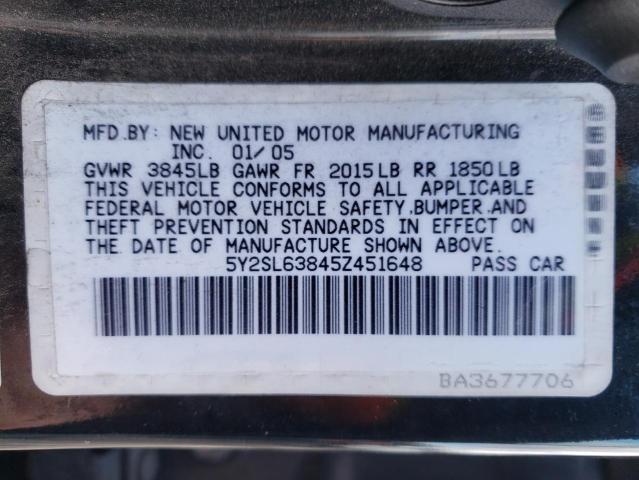 MFD.BY: NEW UNITED MOTOR MANUFACTURING
INC. 01/05
GVWR 3845LB GAWR FR 2015LB RR 1850LB
THIS VEHICLE CONFORMS TO ALL APPLICABLE
FEDERAL MOTOR VEHICLE SAFETY,BUMPER,AND
THEFT PREVENTION STANDARDS IN EFFECT ON
THE DATE OF MANUFACTURE SHOWN ABOVE.
5Y2SL63845Z451648 PASS CAR
BA3677706